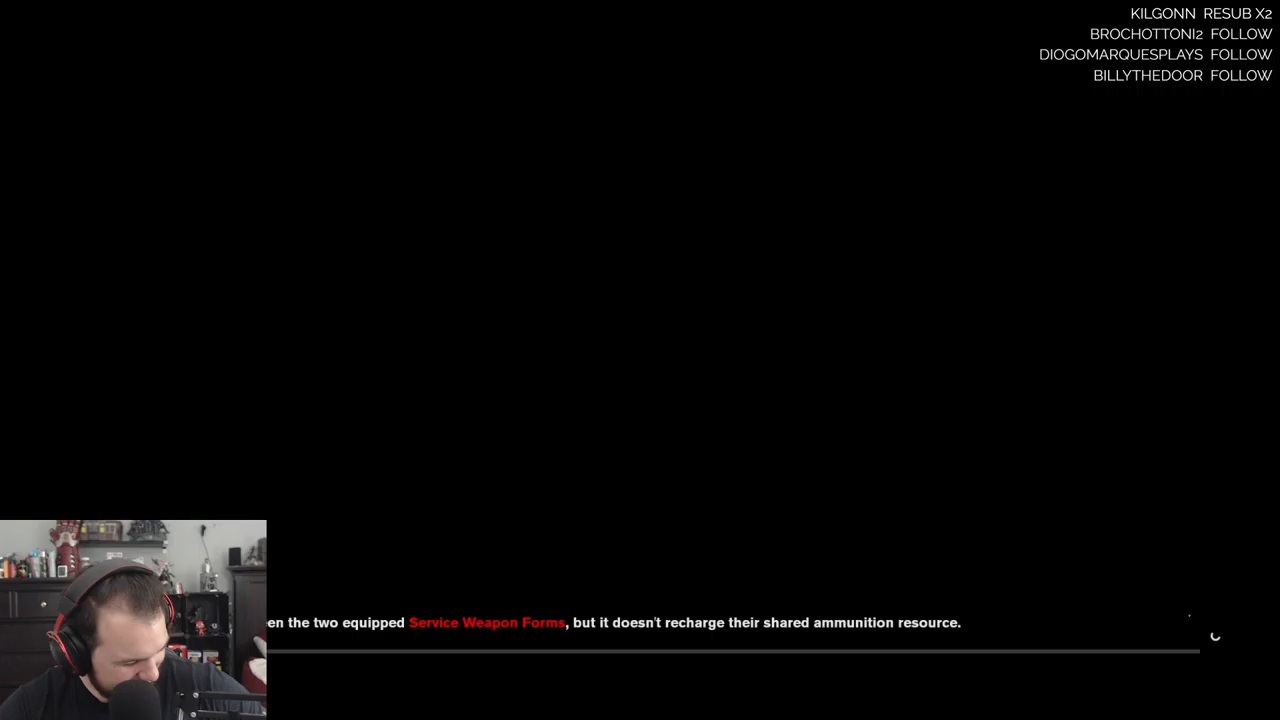 KILGONN RESUB X2
BROCHOTTONI2 FOLLOW
DIOGOMARQUESPLAYS FOLLOW
BILLYTHEDOOR FOLLOW
the two equipped Service Weapon Forms, but it doesn't recharge their shared ammunition resource.